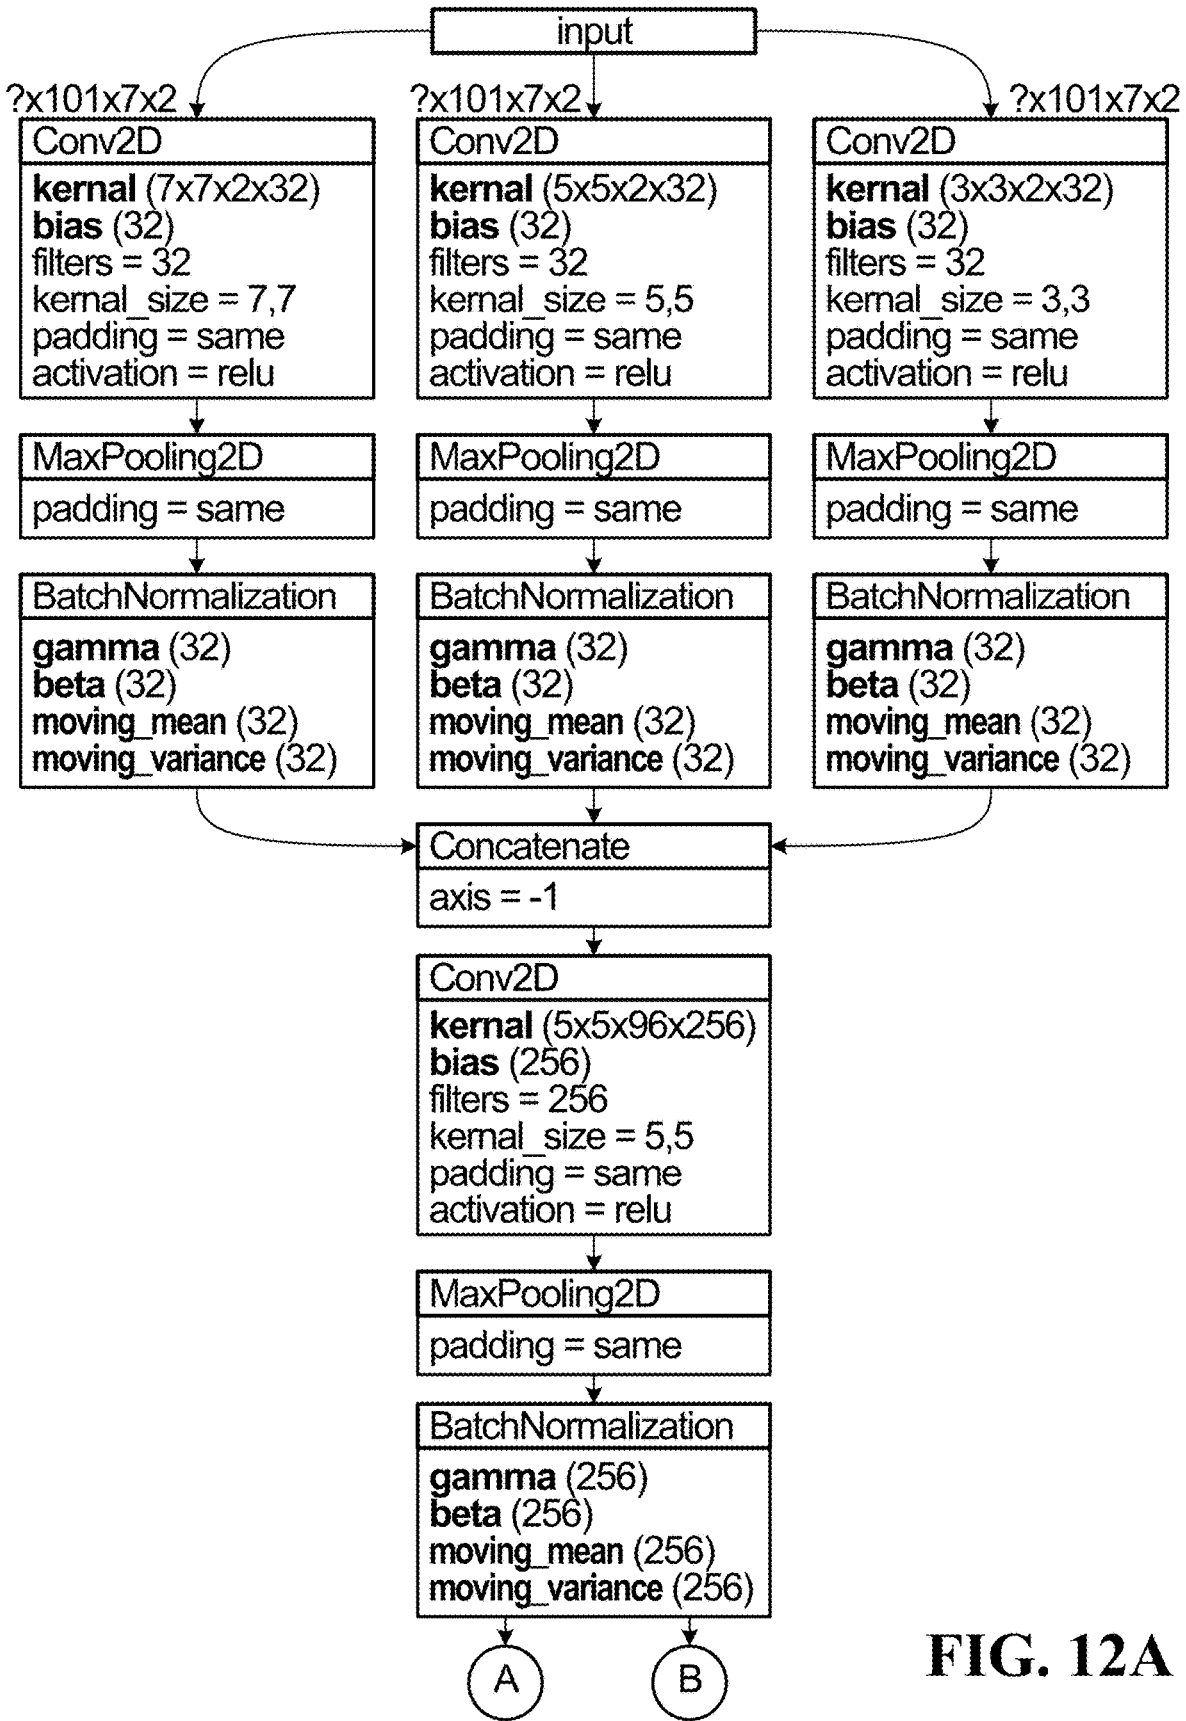 input
?x101x7x2
Conv2D
kernal (7x7x2x32)
bias (32)
filters = 32
kernal_size = 7,7
padding = same
activation = relu
MaxPooling2D
padding = same
BatchNormalization
gamma (32)
beta (32)
moving_mean (32)
moving_variance (32)
?x101x7x2
Conv2D
kernal (5x5x2x32)
bias (32)
filters = 32
kernal_size = 5,5
padding = same
activation = relu
MaxPooling2D
padding = same
BatchNormalization
gamma (32)
beta (32)
moving_mean (32)
moving_variance (32)
?x101x7x2
Conv2D
kernal (3x3x2x32)
bias (32)
filters = 32
kernal_size = 3,3
padding = same
activation = relu
MaxPooling2D
padding = same
BatchNormalization
gamma (32)
beta (32)
moving_mean (32)
moving_variance (32)
Concatenate
axis = -1
Conv2D
kernal (5x5x96x256)
bias (256)
filters = 256
kernal_size = 5,5
padding = same
activation = relu
MaxPooling2D
padding = same
BatchNormalization
gamma (256)
beta (256)
moving_mean (256)
moving_variance (256)
A
B
FIG. 12A